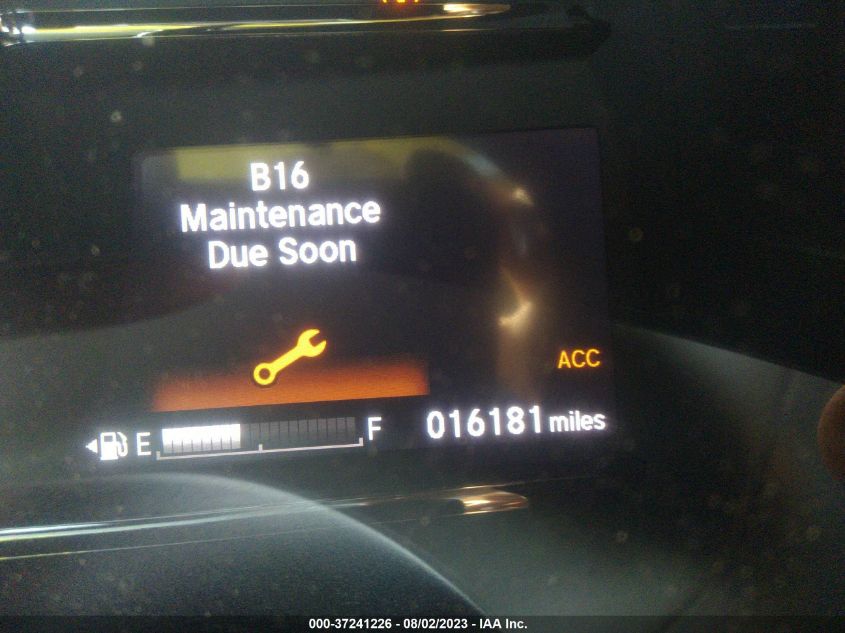 B16
Maintenance
Due Soon
ACC
E F 016181 miles
000-37241226 - 08/02/2023 - IAA Inc.